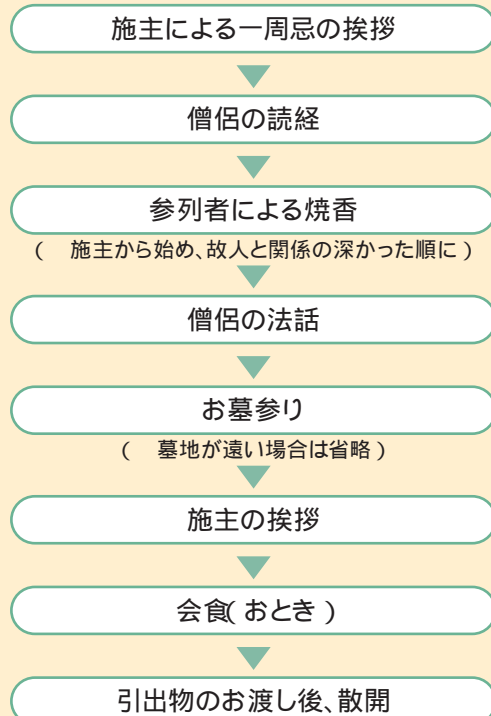 施主による一周忌の挨拶
僧侶の読経
参列者による焼香
( 施主から始め、故人と関係の深かった順に )
僧侶の法話
お墓参り
( 墓地が遠い場合は省略 )
施主の挨拶
会食( おとき )
引出物のお渡し後、散開